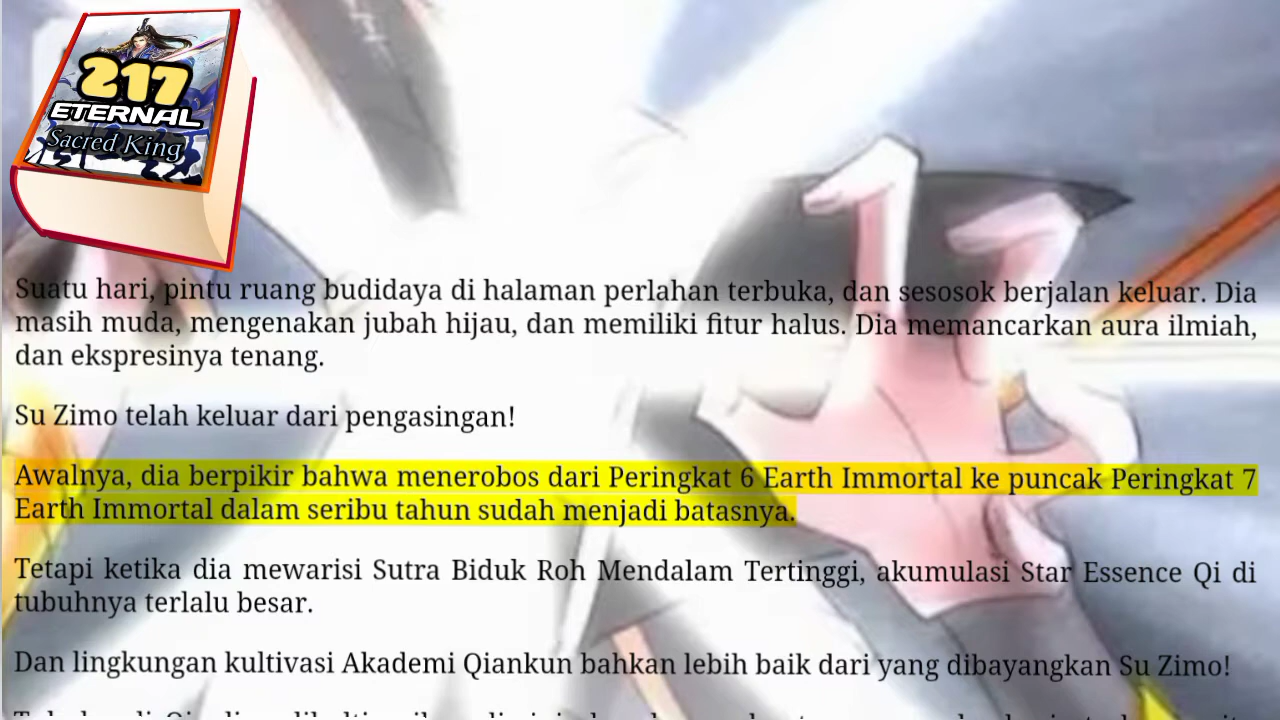 217
ETERNAL
Sacred King
Suatu hari, pintu ruang budidaya di halaman perlahan terbuka, dan sesosok berjalan keluar. Dia
masih muda, mengenakan jubah hijau, dan memiliki fitur halus. Dia memancarkan aura ilmiah,
dan ekspresinya tenang.
Su Zimo telah keluar dari pengasingan!
Awalnya, dia berpikir bahwa menerobos dari Peringkat 6 Earth Immortal ke puncak Peringkat 7
Earth Immortal dalam seribu tahun sudah menjadi batasnya.
Tetapi ketika dia mewarisi Sutra Biduk Roh Mendalam Tertinggi, akumulasi Star Essence Qi di
tubuhnya terlalu besar.
Dan lingkungan kultivasi Akademi Qiankun bahkan lebih baik dari yang dibayangkan Su Zimo!